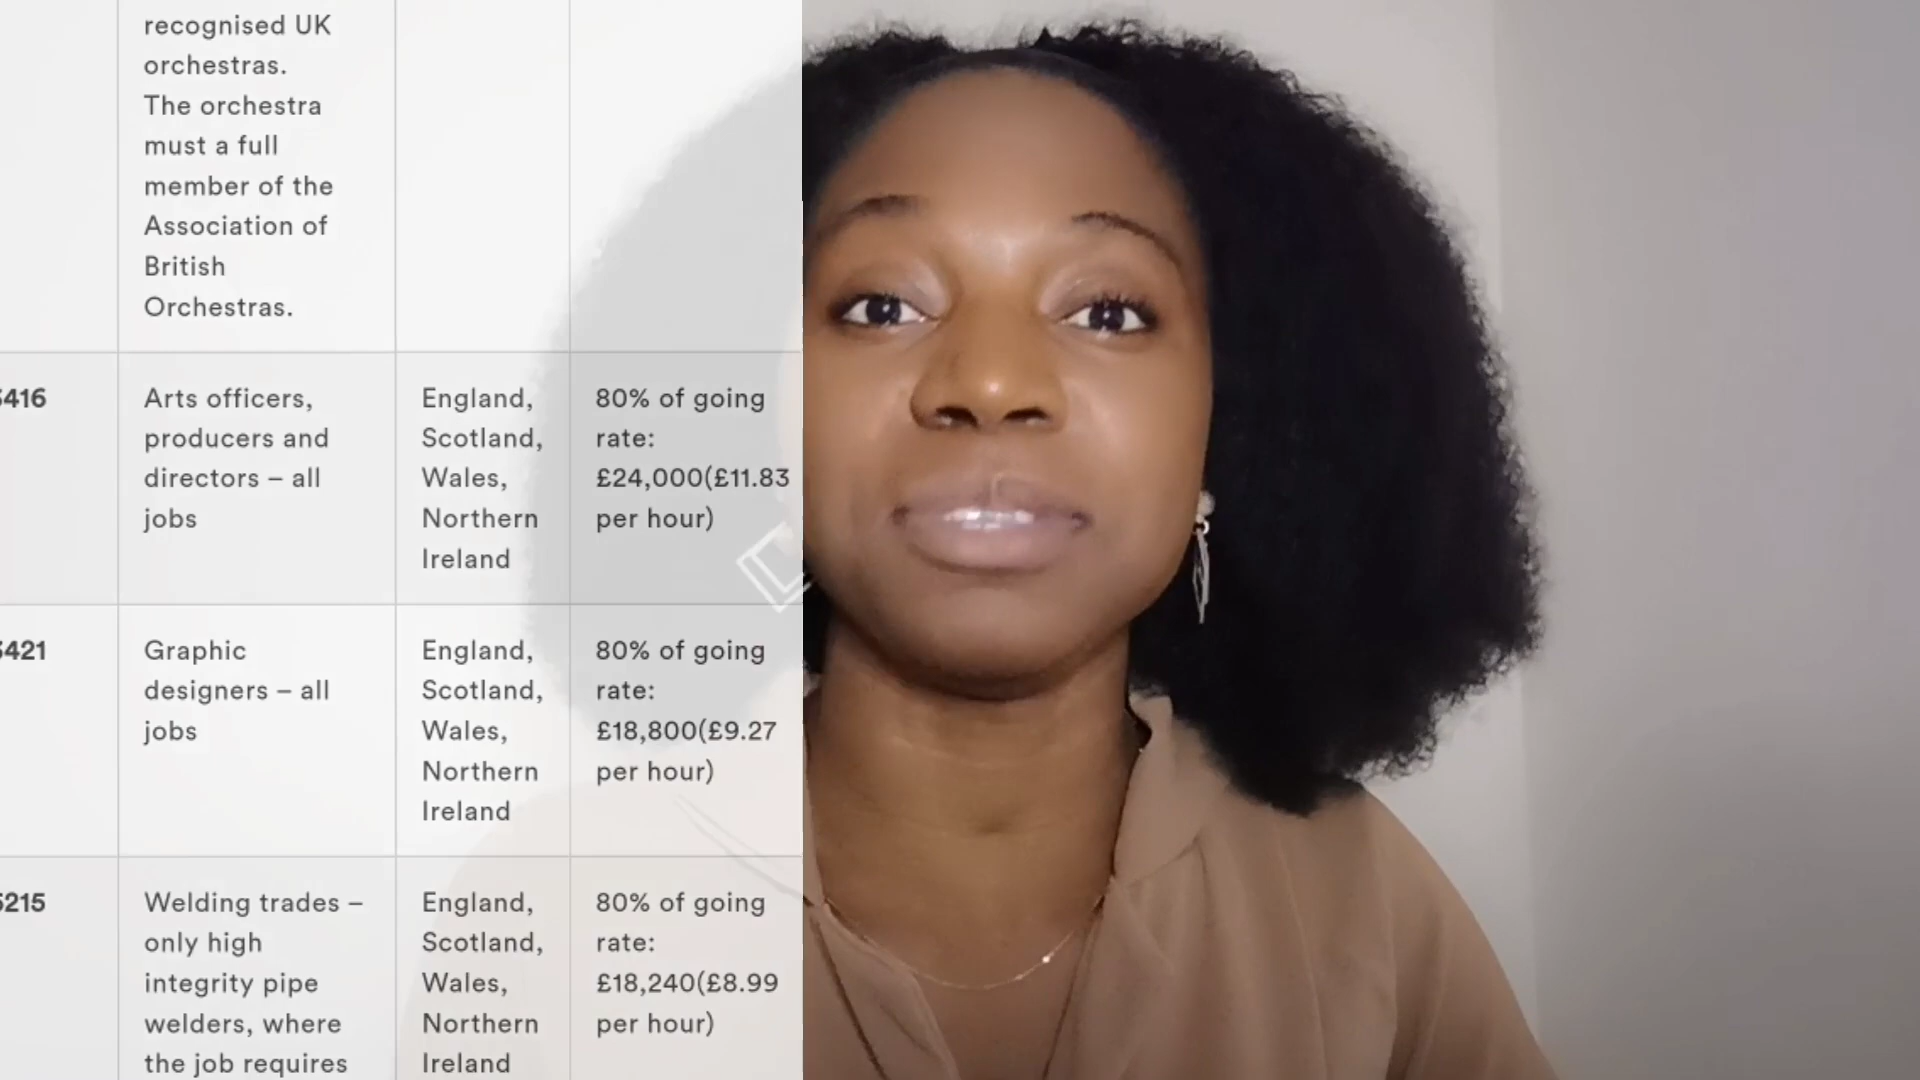 recognised UK
orchestras.
The orchestra
must a full
member of the
Association of
British
Orchestras.
5416
Arts officers,
producers and
directors – all
jobs
England,
Scotland,
Wales,
Northern
Ireland
80% of going
rate:
£24,000(£11.83
per hour)
421
Graphic
designers – all
jobs
England,
Scotland,
Wales,
Northern
Ireland
80% of going
rate:
£18,800(£9.27
per hour)
5215
Welding trades –
only high
integrity pipe
welders, where
the job requires
England,
Scotland,
Wales,
Northern
Ireland
80% of going
rate:
£18,240(£8.99
per hour)